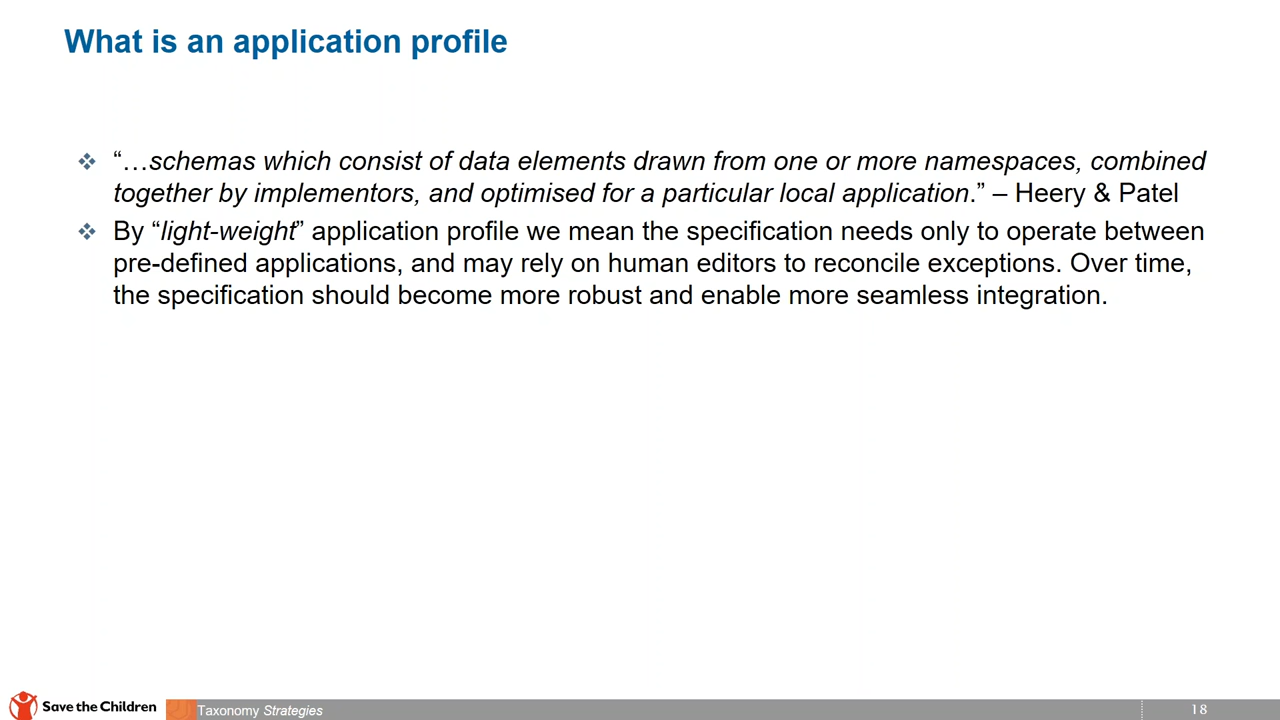 What is an application profile
❖ “…schemas which consist of data elements drawn from one or more namespaces, combined
together by implementors, and optimised for a particular local application.” – Heery & Patel
❖ By “light-weight” application profile we mean the specification needs only to operate between
pre-defined applications, and may rely on human editors to reconcile exceptions. Over time,
the specification should become more robust and enable more seamless integration.
Save the Children
Taxonomy Strategies
18